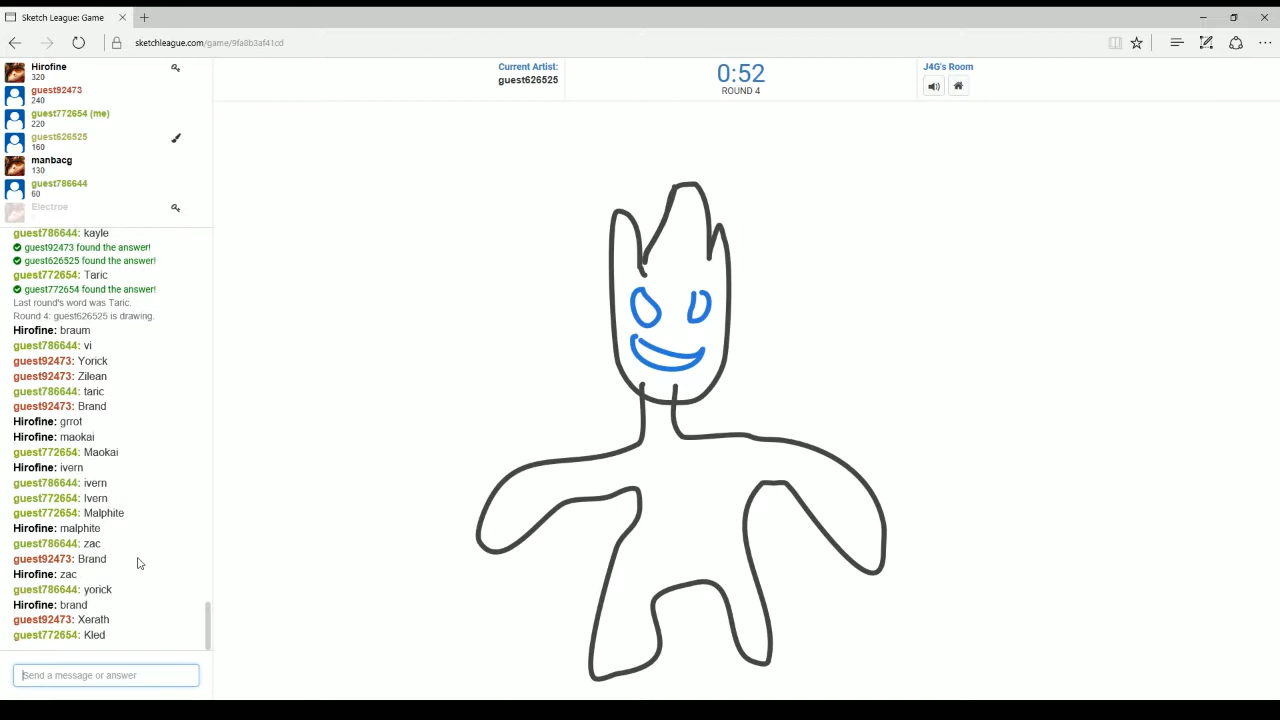 Sketch League: Game
sketchleague.com/game/9fa8b3af41cd
Hirofine
320
guest92473
240
guest772654 (me)
220
guest626525
160
manbacg
130
guest786644
60
Electroe
Current Artist:
guest626525
0:52
ROUND 4
J4G's Room
guest786644: kayle
guest92473 found the answer!
guest626525 found the answer!
guest772654: Taric
guest772654 found the answer!
Last round's word was Taric.
Round 4: guest626525 is drawing.
Hirofine: braum
guest786644: vi
guest92473: Yorick
guest92473: Zilean
guest786644: taric
guest92473: Brand
Hirofine: grrot
Hirofine: maokai
guest772654: Maokai
Hirofine: ivern
guest786644: ivern
guest772654: Ivern
guest772654: Malphite
Hirofine: malphite
guest786644: zac
guest92473: Brand
Hirofine: zac
guest786644: yorick
Hirofine: brand
guest92473: Xerath
guest772654: Kled
Send a message or answer